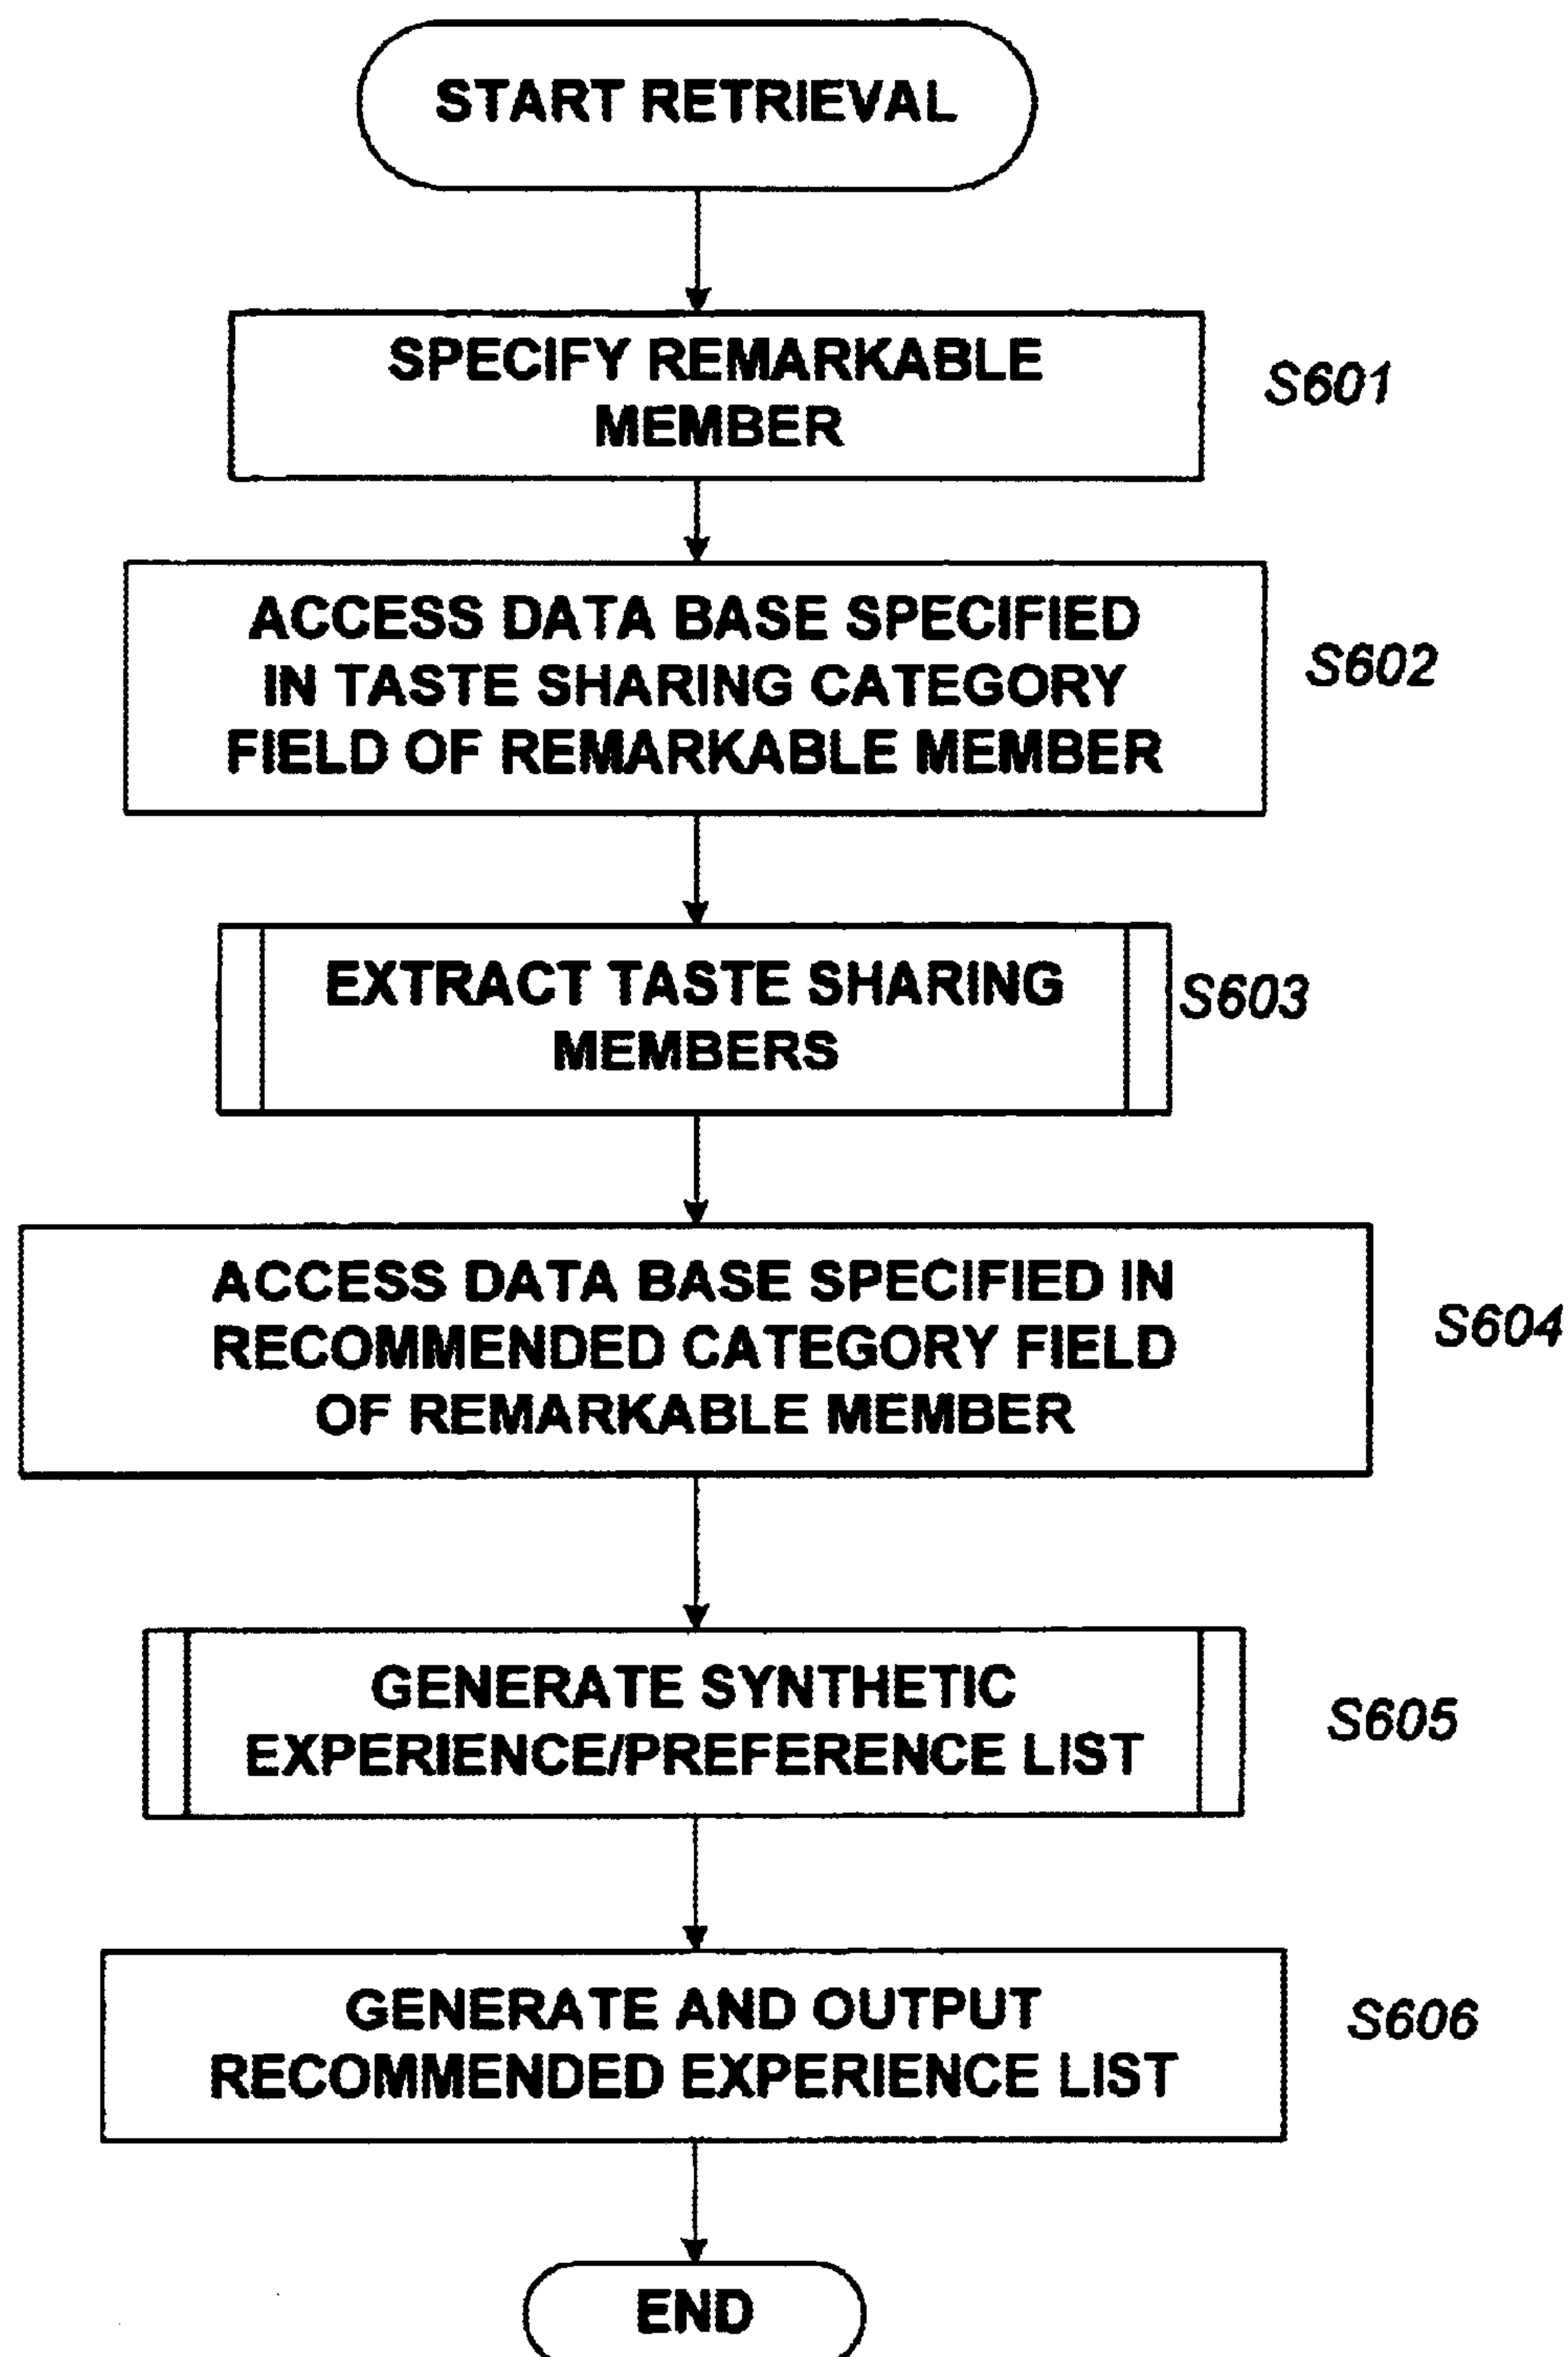 START RETRIEVAL
SPECIFY REMARKABLE
MEMBER
S601
ACCESS DATA BASE SPECIFIED
IN TASTE SHARING CATEGORY
FIELD OF REMARKABLE MEMBER
S602
EXTRACT TASTE SHARING
MEMBERS
S603
ACCESS DATA BASE SPECIFIED IN
RECOMMENDED CATEGORY FIELD
OF REMARKABLE MEMBER
S604
GENERATE SYNTHETIC
EXPERIENCE/PREFERENCE LIST
S605
GENERATE AND OUTPUT
RECOMMENDED EXPERIENCE LIST
S606
END